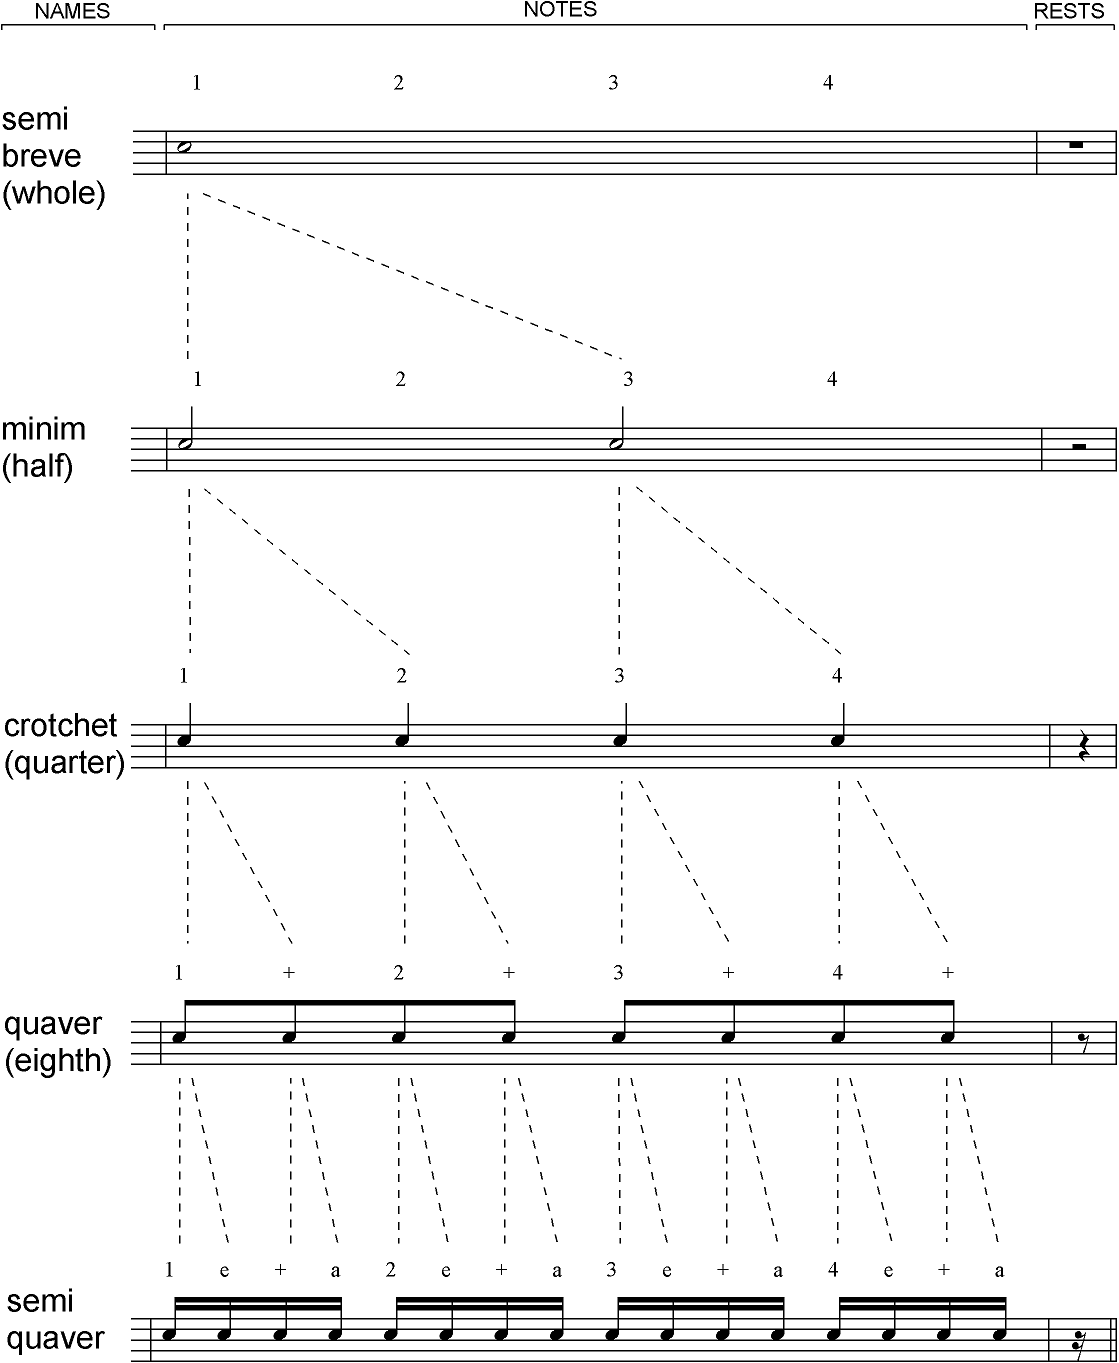 NAMES NOTES RESTS
1 2 3 4
semi
breve
(whole)
1 2 3 4
minim
(half)
1 2 3 4
crotchet
(quarter)
1 + 2 + 3 + 4 +
quaver
(eighth)
1 e + a 2 e + a 3 e + a 4 e + a
semi
quaver